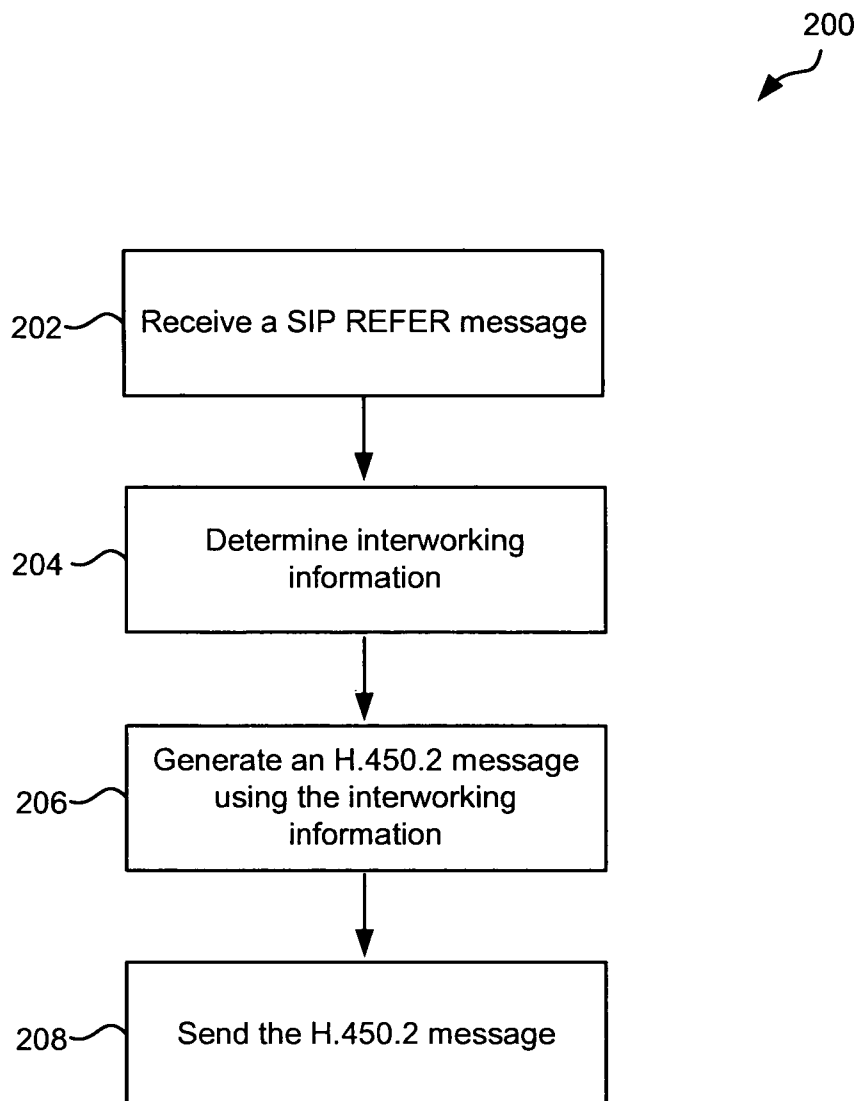 200
202
Receive a SIP REFER message
204
Determine interworking
information
206
Generate an H.450.2 message
using the interworking
information
208
Send the H.450.2 message